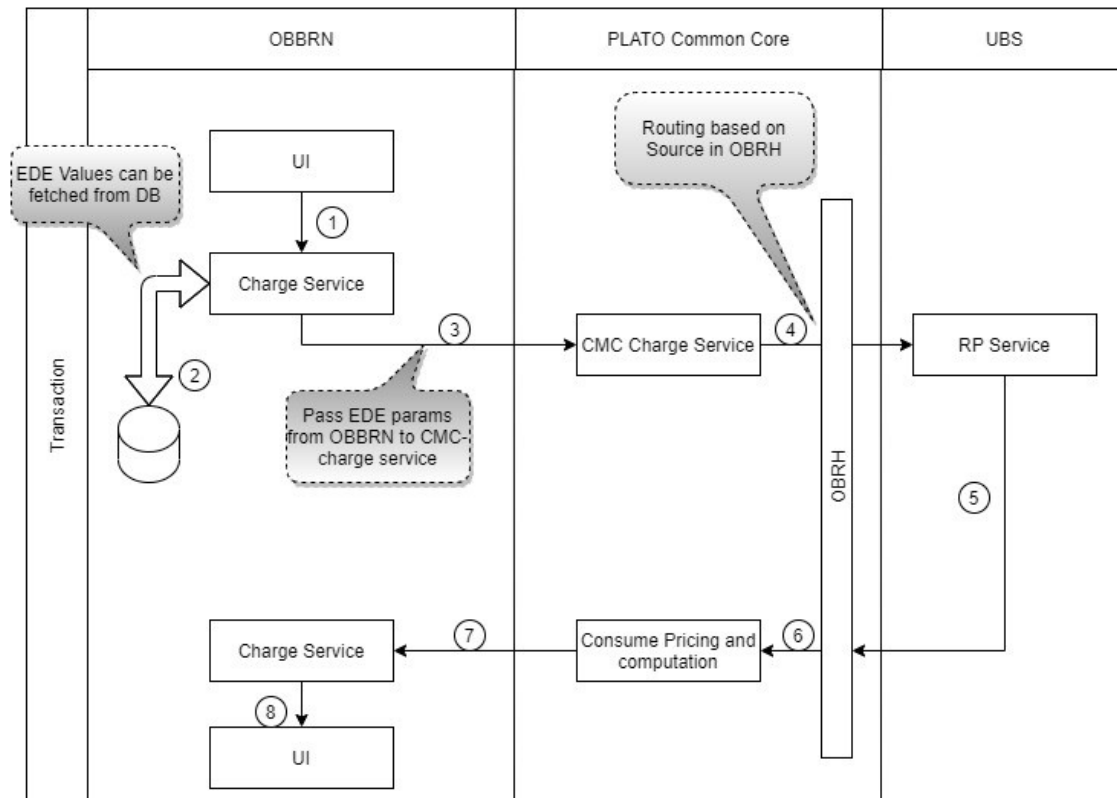 OBBRN
PLATO Common Core
UBS
Transaction
EDE Values can be
fetched from DB
UI
Routing based on
Source in OBRH
1
Charge Service
2
3
4
CMC Charge Service
RP Service
Pass EDE params
from OBBRN to CMC-
charge service
OBRH
5
Charge Service
7
Consume Pricing and
computation
6
8
UI